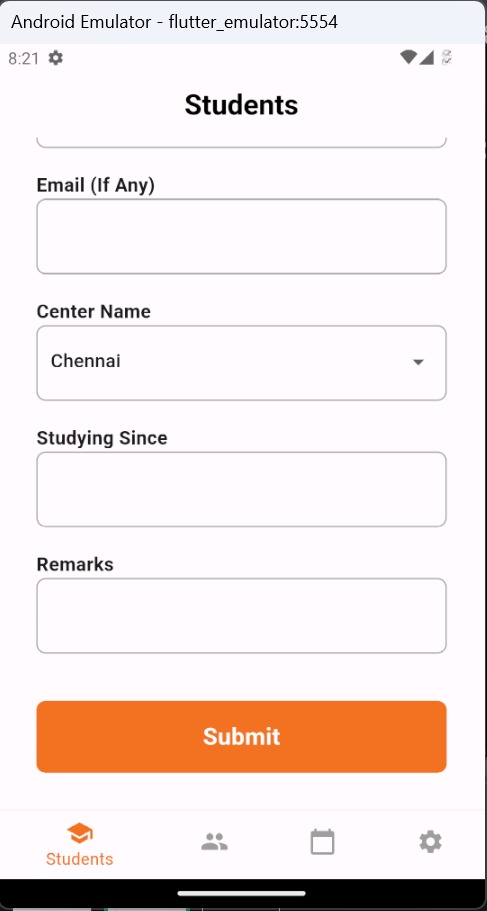 Android Emulator - flutter_emulator:5554
8:21
Students
Email (If Any)
Center Name
Chennai
Studying Since
Remarks
Submit
Students